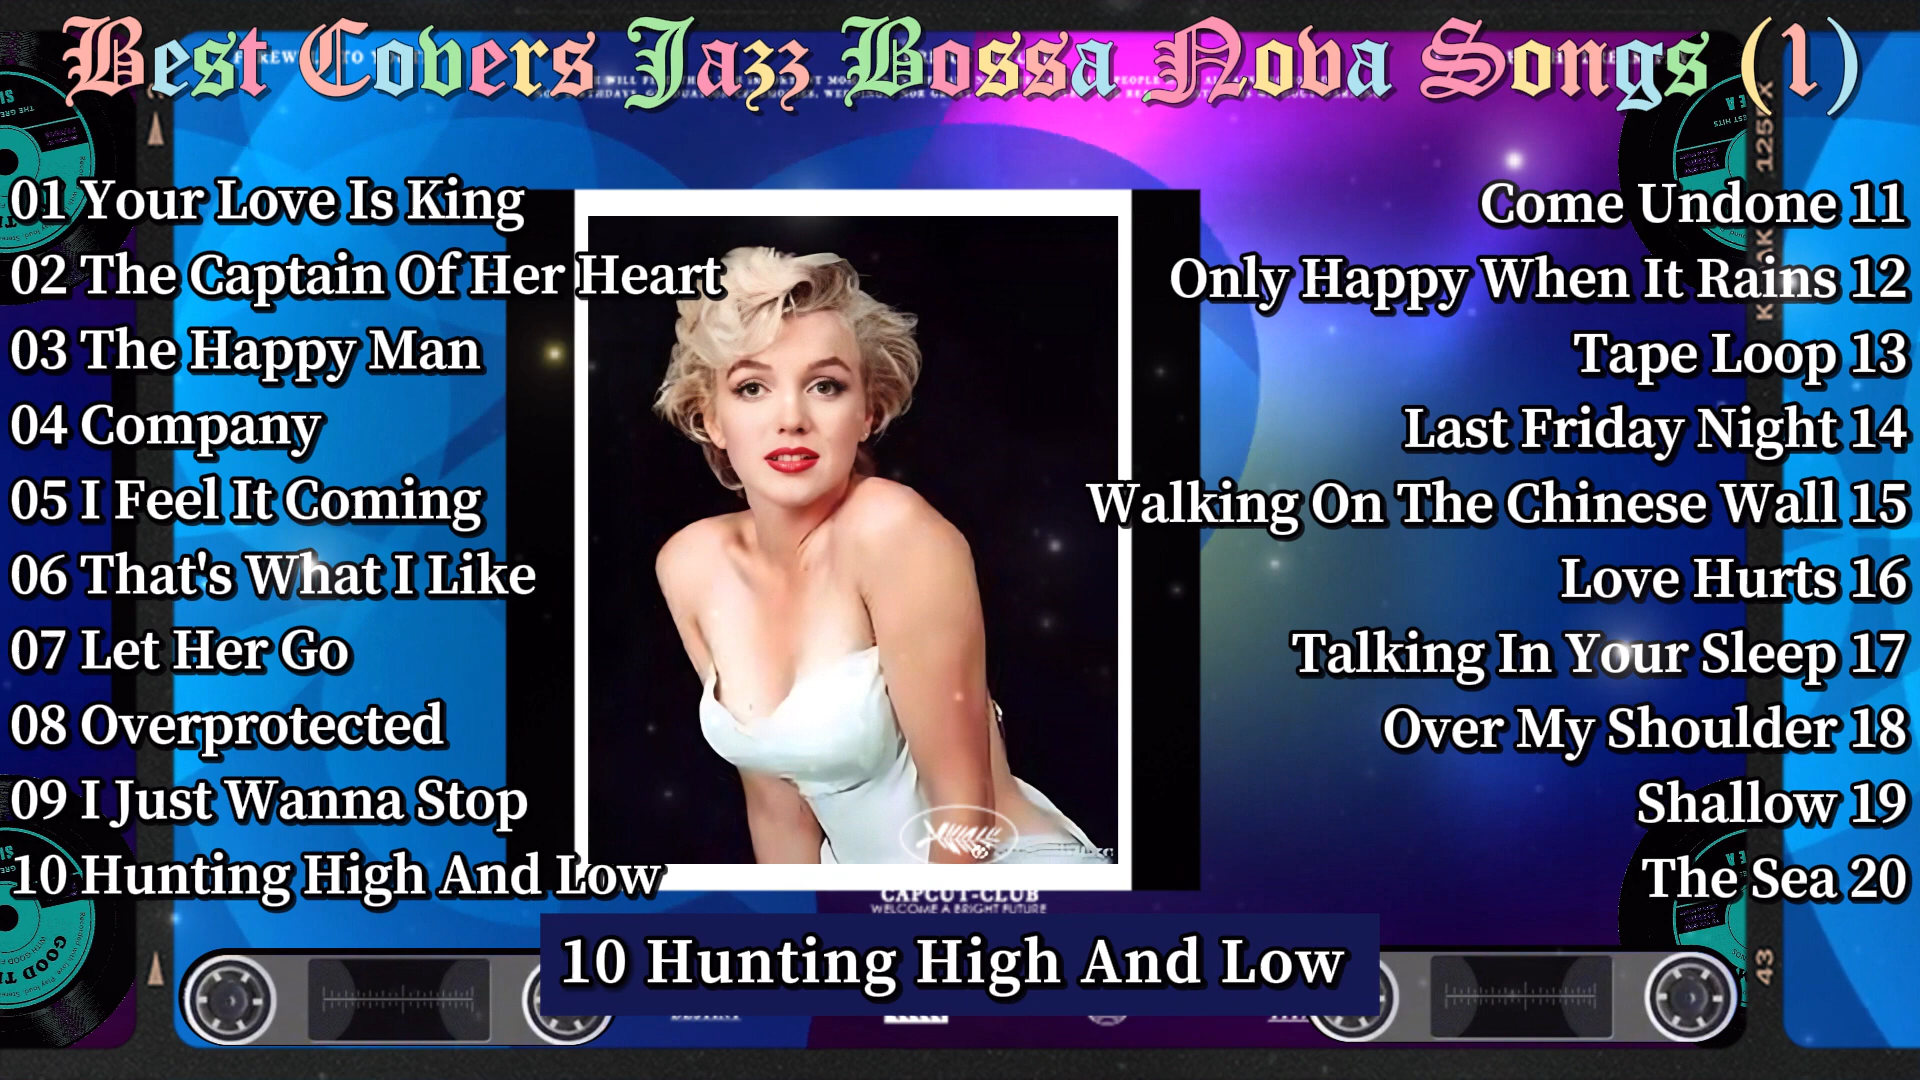 Best Covers Jazz Bossa Nova Songs (1)
01 Your Love Is King
02 The Captain Of Her Heart
03 The Happy Man
04 Company
05 I Feel It Coming
06 That's What I Like
07 Let Her Go
08 Overprotected
09 I Just Wanna Stop
10 Hunting High And Low
Come Undone 11
Only Happy When It Rains 12
Tape Loop 13
Last Friday Night 14
Walking On The Chinese Wall 15
Love Hurts 16
Talking In Your Sleep 17
Over My Shoulder 18
Shallow 19
The Sea 20
CAPCUT-CLUB
WELCOME A BRIGHT FUTURE
10 Hunting High And Low
43